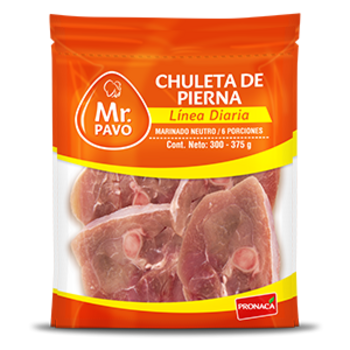 Mr.
PAVO
CHULETA DE
PIERNA
Línea Diaria
MARINADO NEUTRO / 6 PORCIONES
Cont. Neto: 300 - 375 g
PRONACA